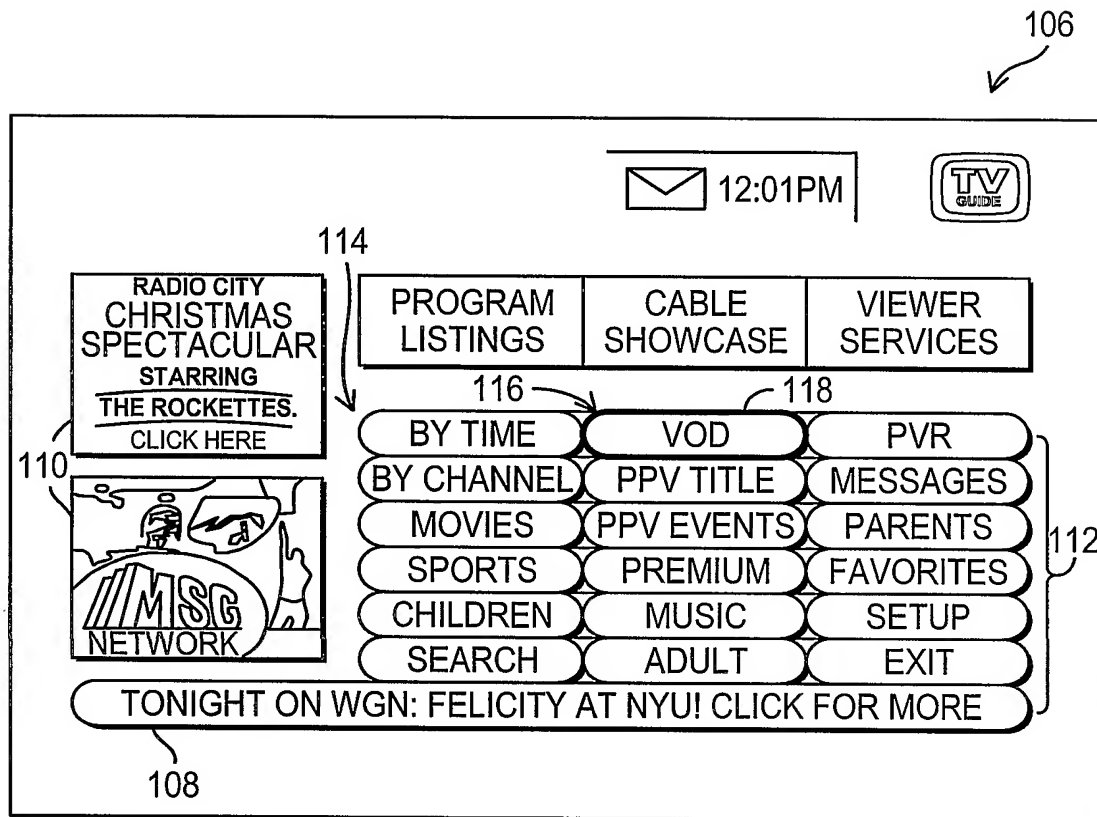 106
12:01PM
TV
GUIDE
114
RADIO CITY
CHRISTMAS
SPECTACULAR
STARRING
THE ROCKETTES.
CLICK HERE
110
MSG
NETWORK
PROGRAM
LISTINGS
CABLE
SHOWCASE
VIEWER
SERVICES
116
118
BY TIME VOD PVR
BY CHANNEL PPV TITLE MESSAGES
MOVIES PPV EVENTS PARENTS
SPORTS PREMIUM FAVORITES
CHILDREN MUSIC SETUP
SEARCH ADULT EXIT
112
TONIGHT ON WGN: FELICITY AT NYU! CLICK FOR MORE
108